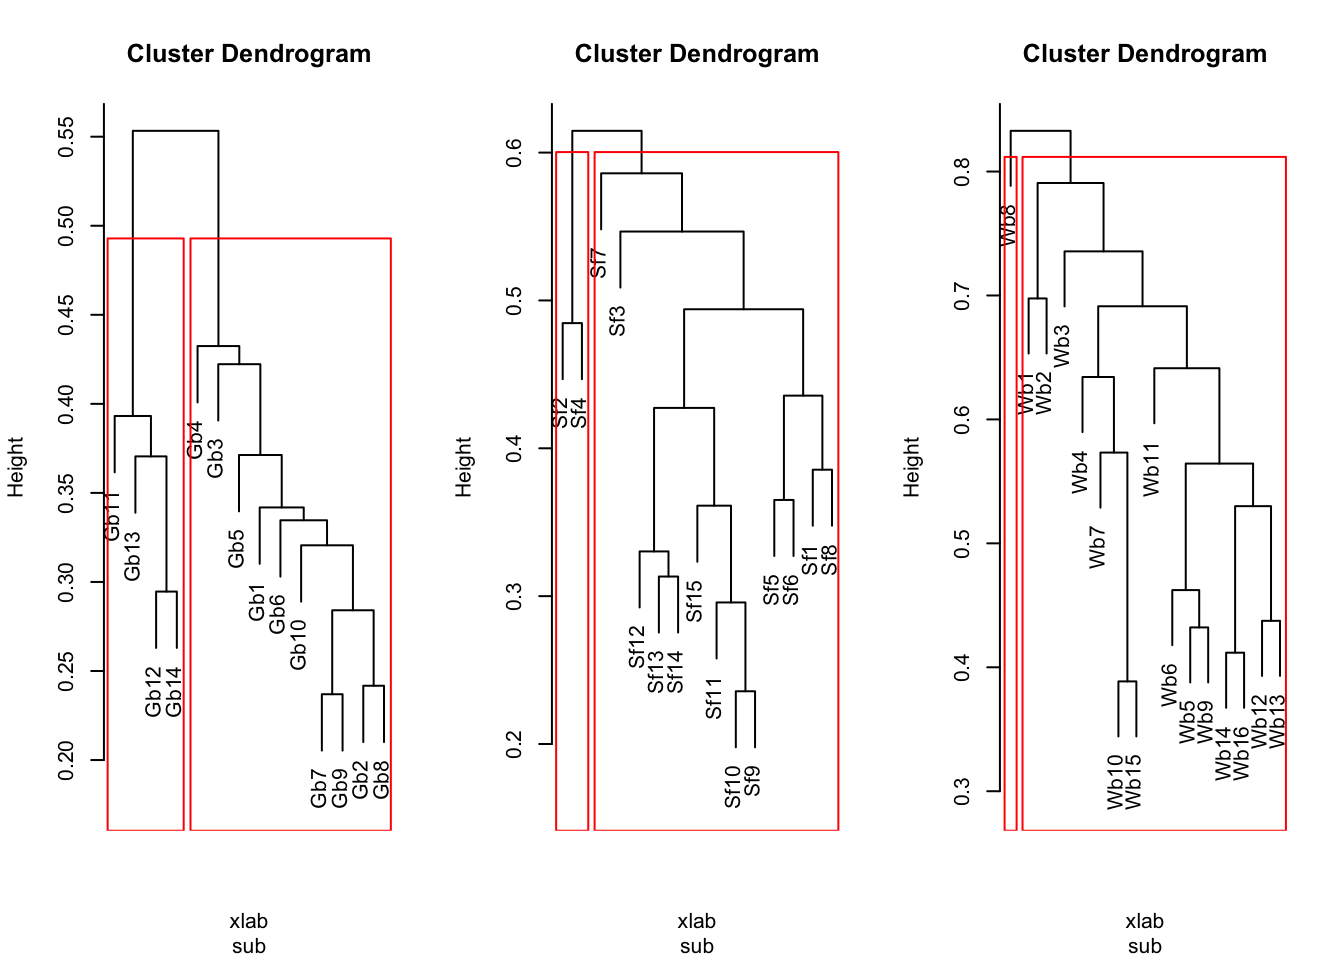 Cluster Dendrogram
Height
0.55
0.50
0.45
0.40
0.35
0.30
0.25
0.20
Gb11
Gb13
Gb12
Gb14
Gb4
Gb3
Gb5
Gb1
Gb6
Gb10
Gb7
Gb9
Gb2
Gb8
xlab
sub
Cluster Dendrogram
Height
0.6
0.5
0.4
0.3
0.2
Sf2
Sf4
Sf7
Sf3
Sf12
Sf13
Sf14
Sf15
Sf11
Sf10
Sf9
Sf5
Sf6
Sf1
Sf8
xlab
sub
Cluster Dendrogram
Height
0.8
0.7
0.6
0.5
0.4
0.3
Wb8
Wb1
Wb2
Wb3
Wb4
Wb7
Wb10
Wb15
Wb11
Wb6
Wb5
Wb9
Wb14
Wb16
Wb12
Wb13
xlab
sub